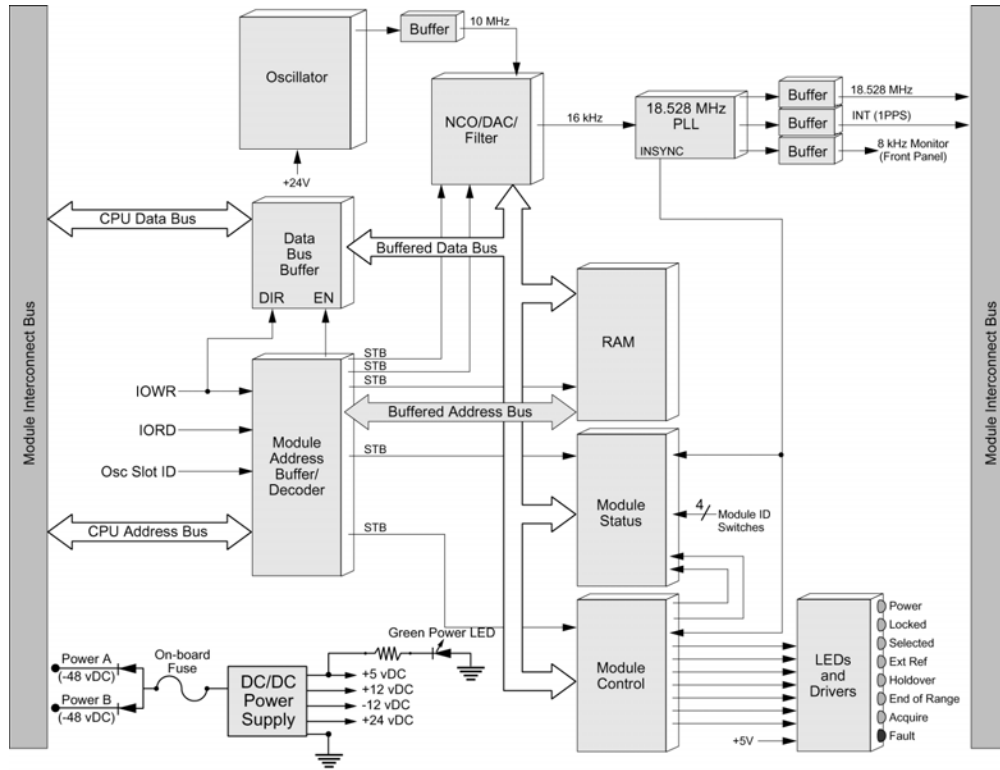 Module Interconnect Bus
Oscillator
+24V
Buffer
10 MHz
NCO/DAC/
Filter
16 kHz
18.528 MHz
PLL
INSYNC
Buffer
18.528 MHz
Buffer
INT (1PPS)
Buffer
8 kHz Monitor
(Front Panel)
Module Interconnect Bus
CPU Data Bus
Data
Bus
Buffer
DIR
EN
Buffered Data Bus
RAM
IOWR
IORD
Osc Slot ID
CPU Address Bus
Module
Address
Buffer/
Decoder
STB
STB
STB
Buffered Address Bus
STB
STB
Module
Status
4
Module ID
Switches
Module
Control
LEDs
and
Drivers
+5V
Power
Locked
Selected
Ext Ref
Holdover
End of Range
Acquire
Fault
Power A
(-48 vDC)
Power B
(-48 vDC)
On-board
Fuse
DC/DC
Power
Supply
Green Power LED
+5 vDC
+12 vDC
-12 vDC
+24 vDC